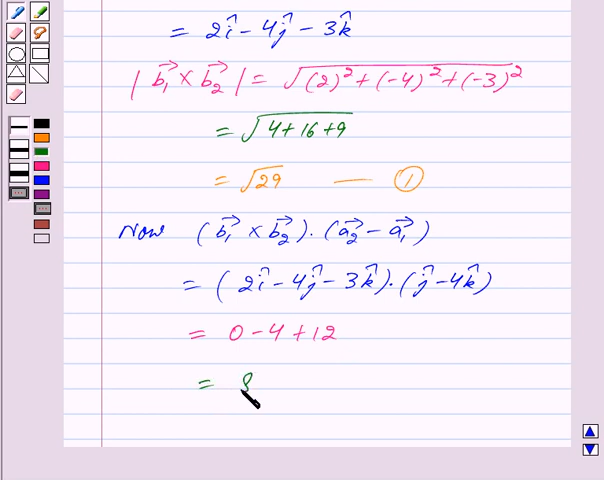 = 2î - 4ĵ - 3k̂
| b⃗₁ × b⃗₂ | = √(2)² + (-4)² + (-3)²
= √4 + 16 + 9
= √29 — ①
Now (b⃗₁ × b⃗₂) . (a⃗₂ - a⃗₁)
= (2î - 4ĵ - 3k̂) . (ĵ - 4k̂)
= 0 - 4 + 12
= 8